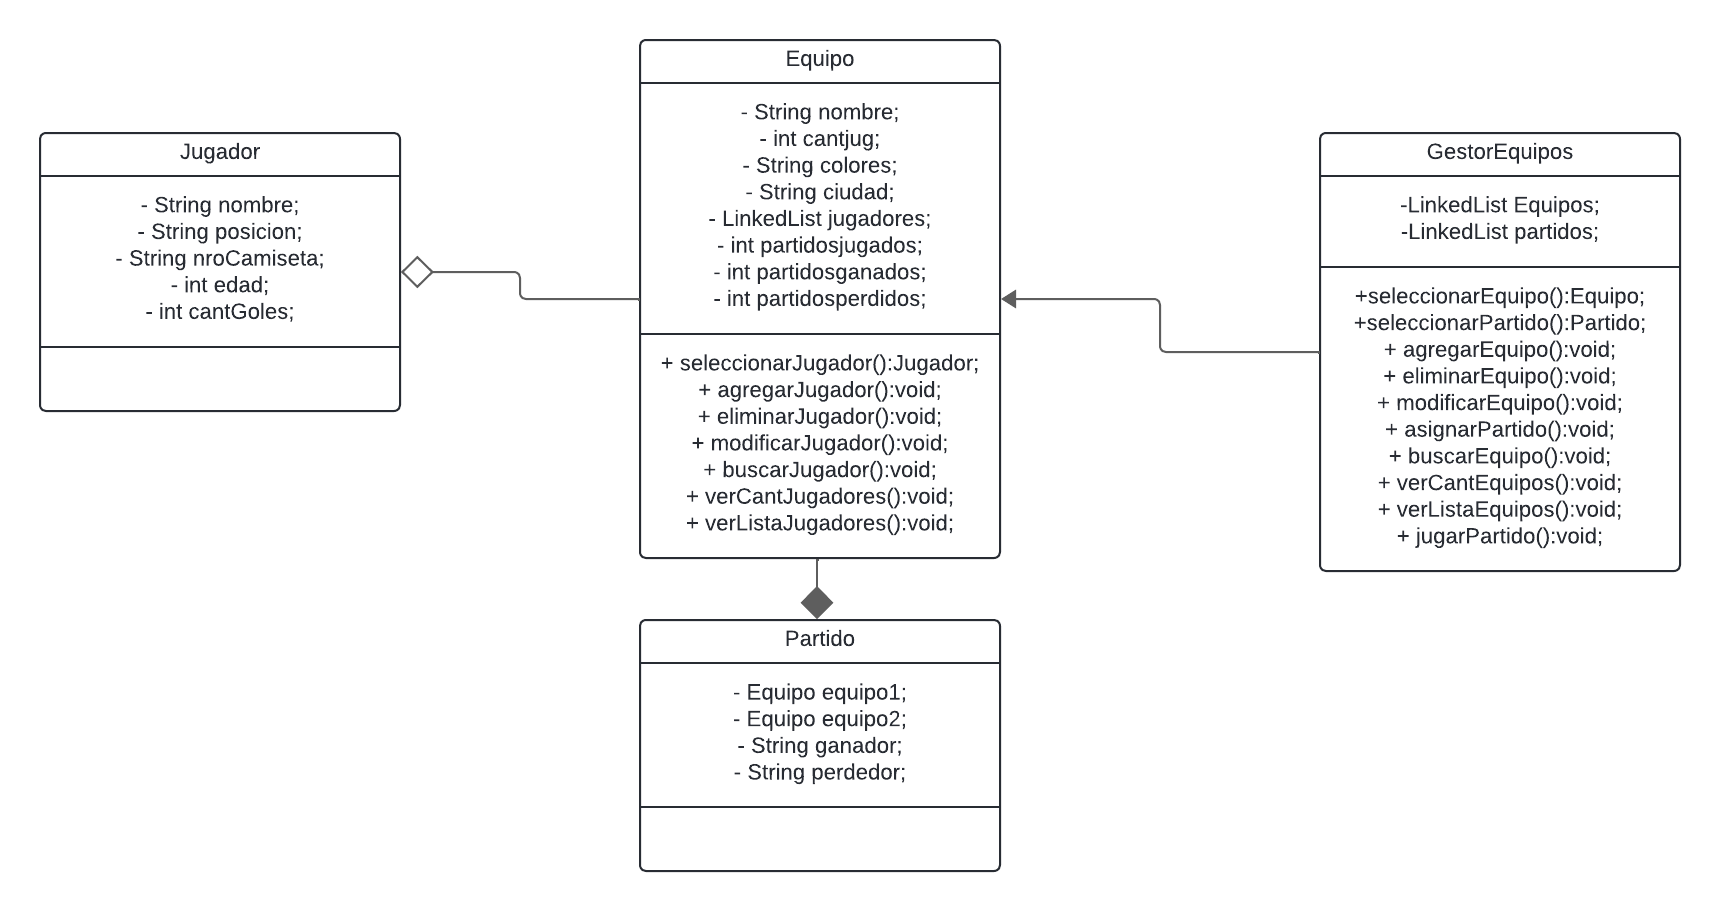 Jugador
- String nombre;
- String posicion;
- String nroCamiseta;
- int edad;
- int cantGoles;
Equipo
- String nombre;
- int cantjug;
- String colores;
- String ciudad;
- LinkedList jugadores;
- int partidosjugados;
- int partidosganados;
- int partidosperdidos;
+ seleccionarJugador():Jugador;
+ agregarJugador():void;
+ eliminarJugador():void;
+ modificarJugador():void;
+ buscarJugador():void;
+ verCantJugadores():void;
+ verListaJugadores():void;
Partido
- Equipo equipo1;
- Equipo equipo2;
- String ganador;
- String perdedor;
GestorEquipos
-LinkedList Equipos;
-LinkedList partidos;
+seleccionarEquipo():Equipo;
+seleccionarPartido():Partido;
+ agregarEquipo():void;
+ eliminarEquipo():void;
+ modificarEquipo():void;
+ asignarPartido():void;
+ buscarEquipo():void;
+ verCantEquipos():void;
+ verListaEquipos():void;
+ jugarPartido():void;